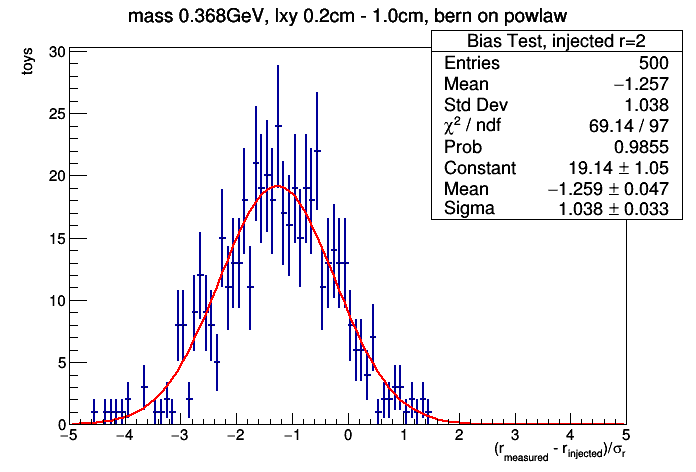 mass 0.368GeV, lxy 0.2cm - 1.0cm, bern on powlaw
Bias Test, injected r=2
Entries 500
Mean −1.257
Std Dev 1.038
χ² / ndf 69.14 / 97
Prob 0.9855
Constant 19.14 ± 1.05
Mean −1.259 ± 0.047
Sigma 1.038 ± 0.033
toys
30
25
20
15
10
5
0
−5 −4 −3 −2 −1 0 1 2 3 4 5
(r_measured - r_injected)/σ_r